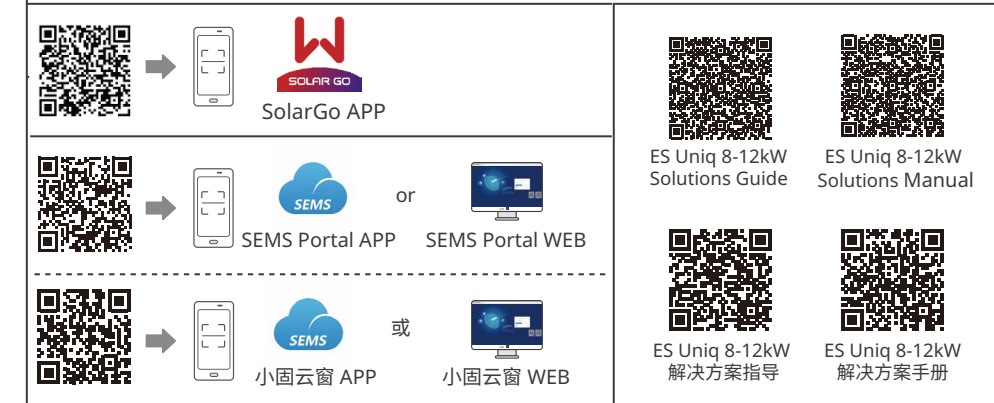 SOLAR GO
SolarGo APP
SEMS
or
SEMS Portal APP
SEMS Portal WEB
SEMS
或
小固云窗 APP
小固云窗 WEB
ES Uniq 8-12kW
Solutions Guide
ES Uniq 8-12kW
Solutions Manual
ES Uniq 8-12kW
解决方案指导
ES Uniq 8-12kW
解决方案手册